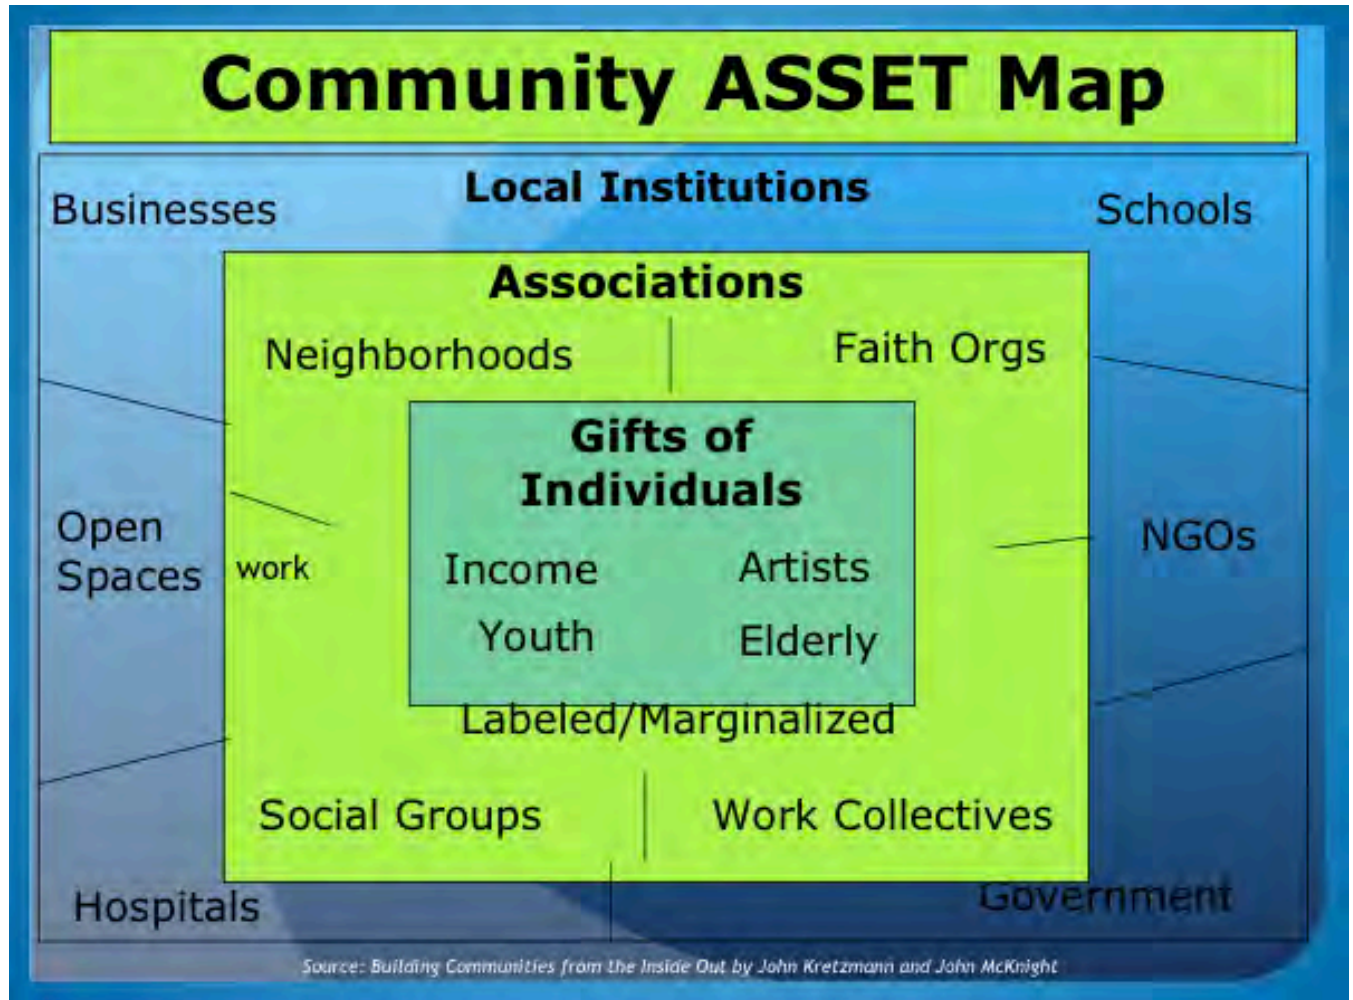 Community ASSET Map
Local Institutions
Businesses
Schools
Associations
Neighborhoods
Faith Orgs
Gifts of
Individuals
Open
Spaces
work
NGOs
Income
Artists
Youth
Elderly
Labeled/Marginalized
Social Groups
Work Collectives
Hospitals
Government
Source: Building Communities from the Inside Out by John Kretzmann and John McKnight